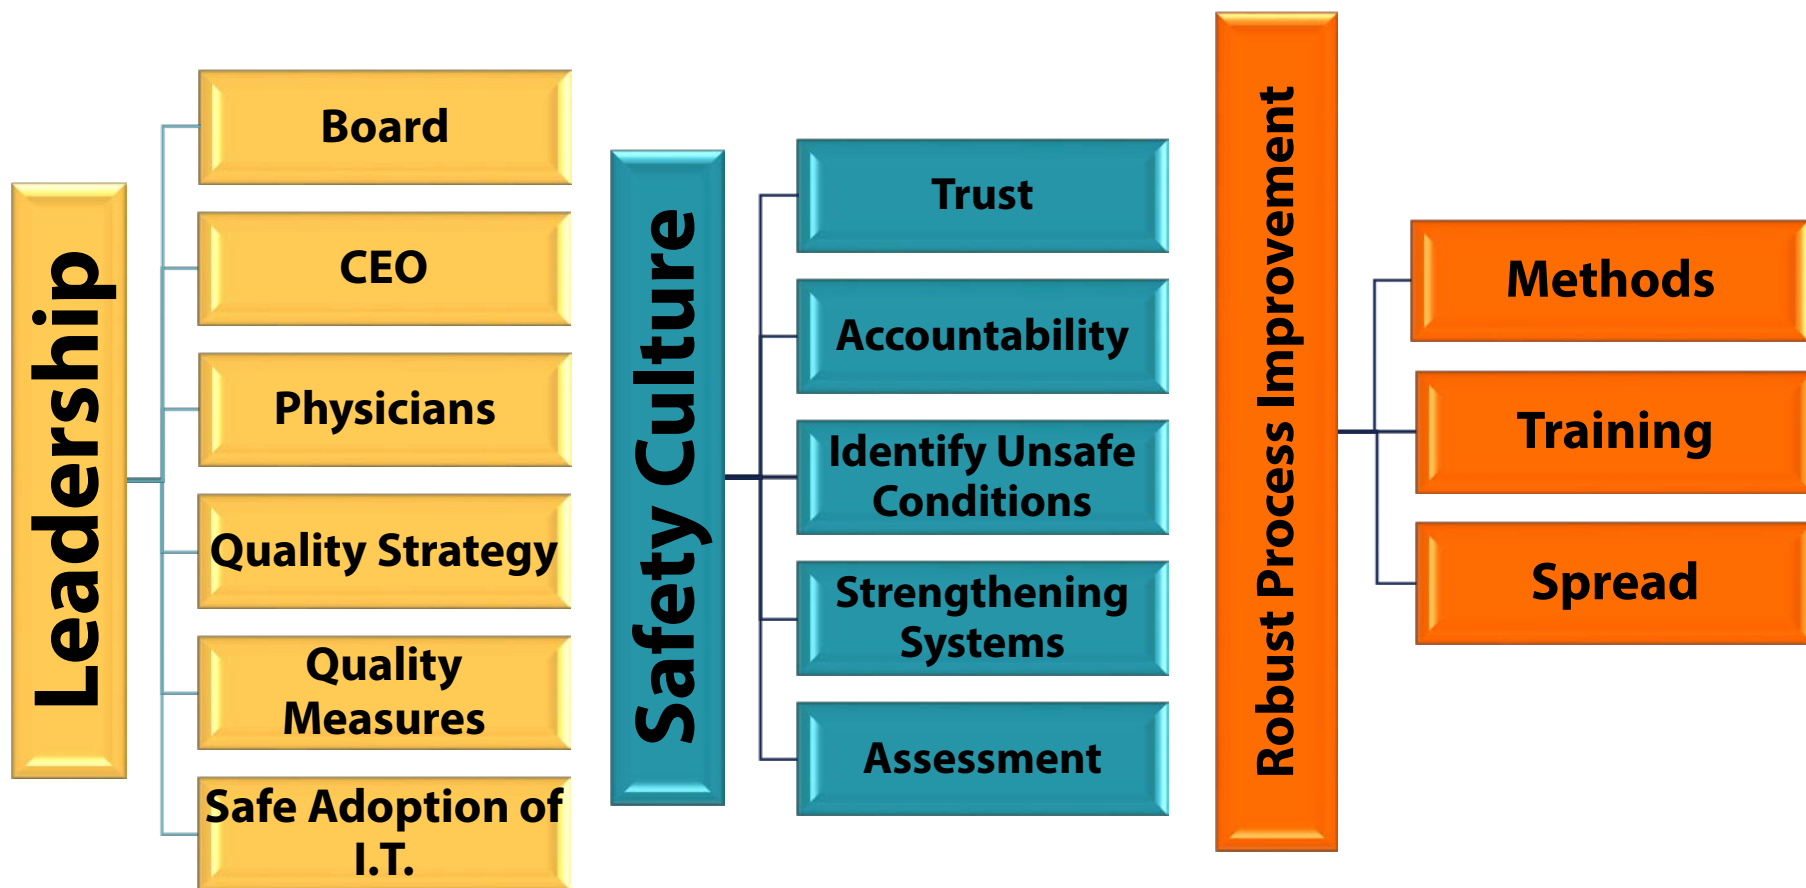 Leadership
Board
CEO
Physicians
Quality Strategy
Quality
Measures
Safe Adoption of
I.T.
Safety Culture
Trust
Accountability
Identify Unsafe
Conditions
Strengthening
Systems
Assessment
Robust Process Improvement
Methods
Training
Spread